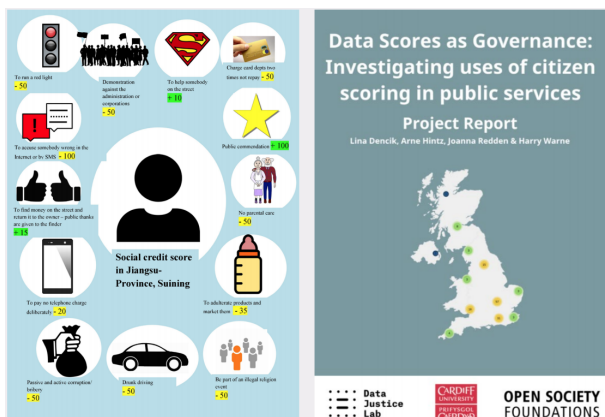 To run a red light
- 50
Demonstration
against the
administration or
corporations
- 50
To help somebody
on the street
+ 10
Charge card depts two
times not repay - 50
To accuse somebody wrong in the
Internet or by SMS - 100
Public commendation + 100
To find money on the street and
return it to the owner – public thanks
are given to the finder
+ 15
No parental care
- 50
Social credit score
in Jiangsu-
Province, Suining
To pay no telephone charge
deliberately - 20
To adulterate products and
market them - 35
Passive and active corruption/
bribery
- 50
Drunk driving
- 50
Be part of an illegal religion
event
- 50
Data Scores as Governance:
Investigating uses of citizen
scoring in public services
Project Report
Lina Dencik, Arne Hintz, Joanna Redden & Harry Warne
Data
Justice
Lab
CARDIFF
UNIVERSITY
PRIFYSGOL
OPEN SOCIETY
FOUNDATIONS